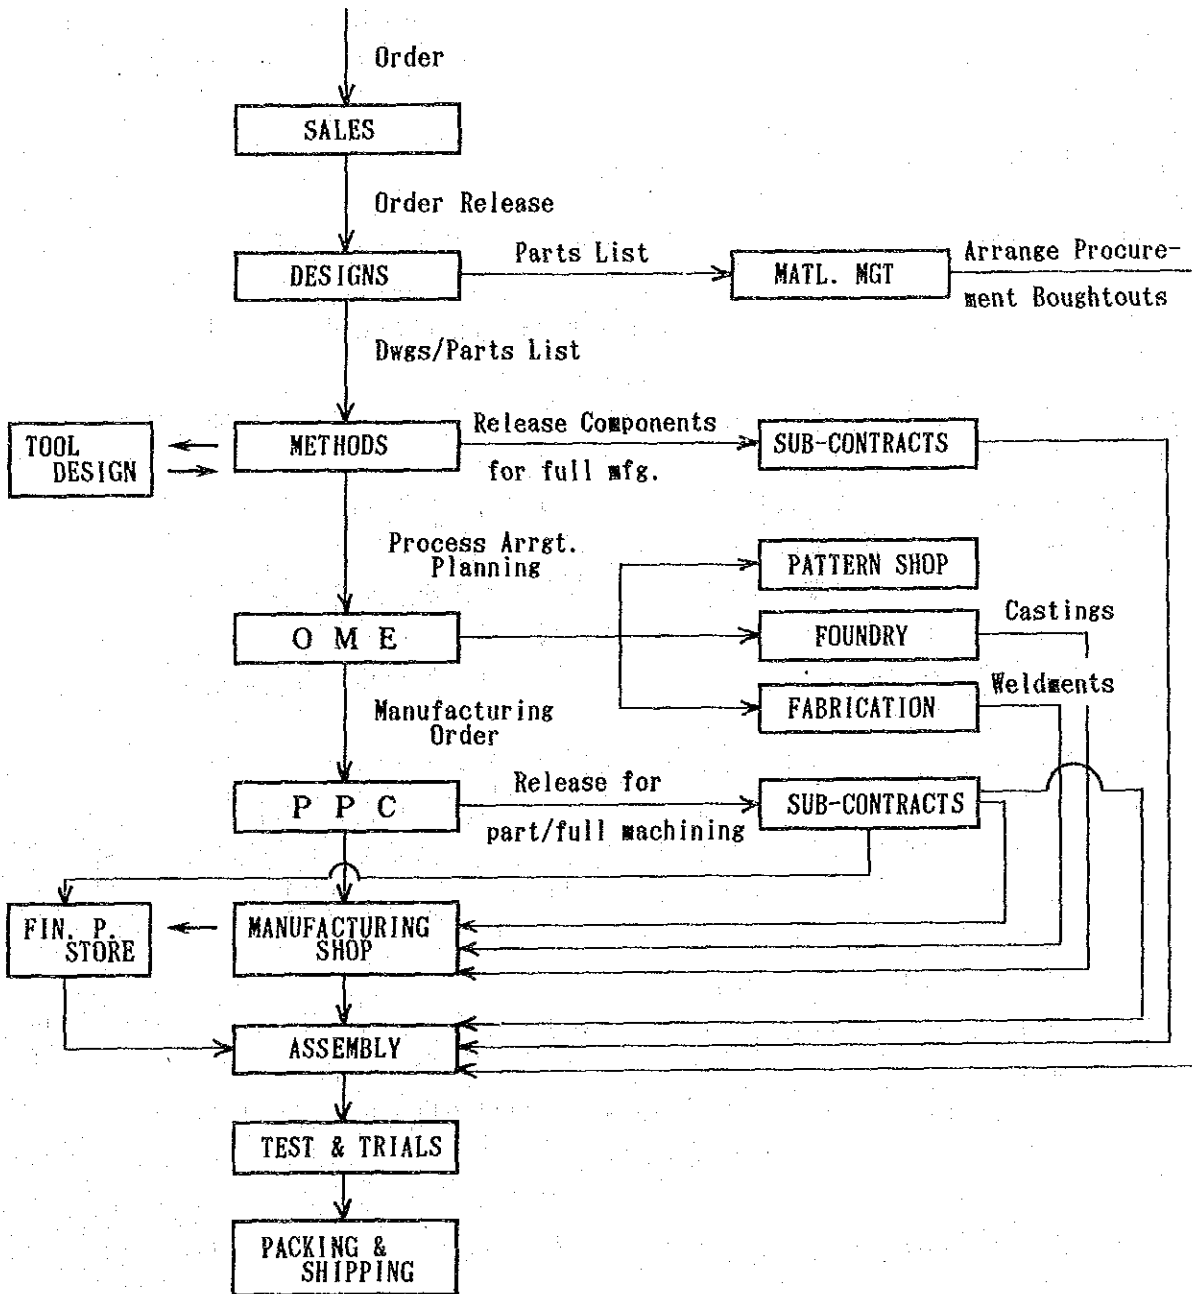 Order
SALES
Order Release
DESIGNS
Parts List
MATL. MGT
Arrange Procure-
ment Boughtouts
Dwgs/Parts List
TOOL
DESIGN
METHODS
Release Components
for full mfg.
SUB-CONTRACTS
Process Arrgt.
Planning
PATTERN SHOP
O M E
FOUNDRY
Castings
Manufacturing
Order
FABRICATION
Weldments
P P C
Release for
part/full machining
SUB-CONTRACTS
FIN. P.
STORE
MANUFACTURING
SHOP
ASSEMBLY
TEST & TRIALS
PACKING &
SHIPPING